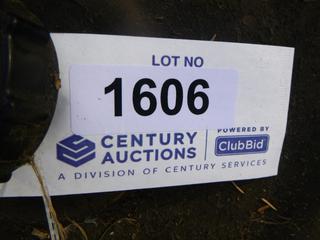 LOT NO
1606
CENTURY
AUCTIONS
POWERED BY
ClubBid
A DIVISION OF CENTURY SERVICES